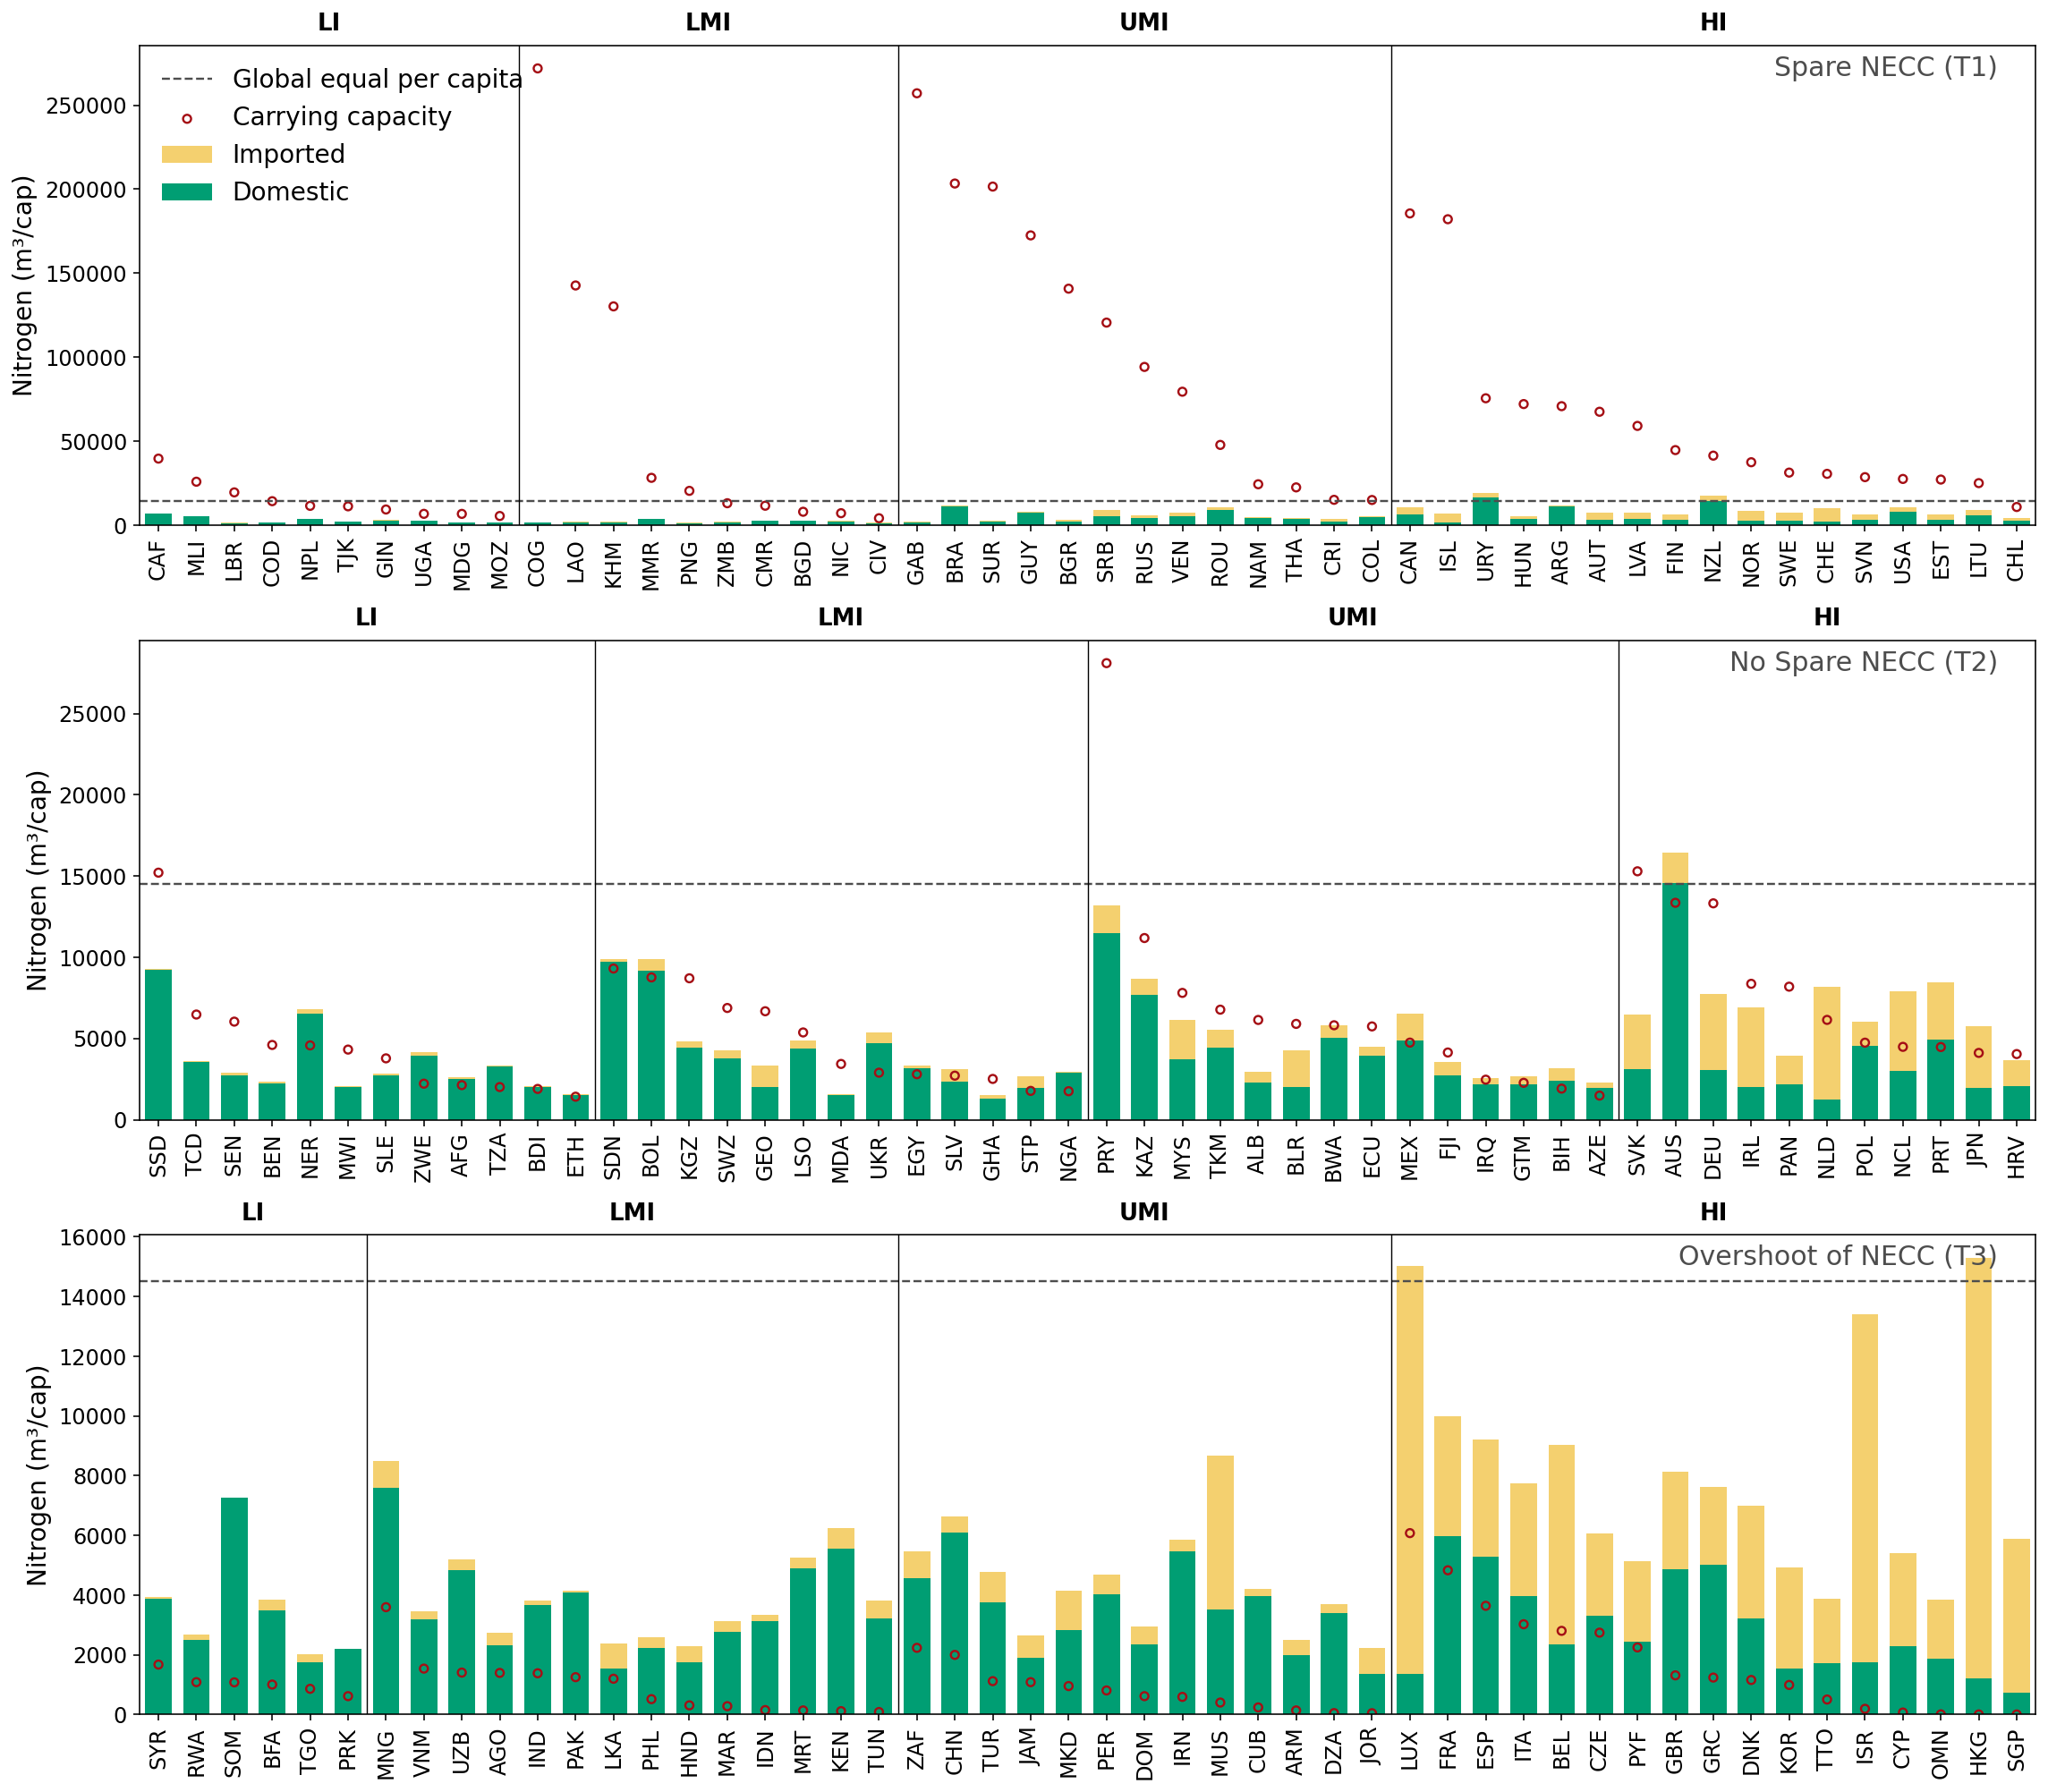 LI LMI UMI HI
Spare NECC (T1)
Global equal per capita
Carrying capacity
Imported
Domestic
Nitrogen (m³/cap)
250000
200000
150000
100000
50000
0
CAF MLI LBR COD NPL TJK GIN UGA MDG MOZ COG LAO KHM MMR PNG ZMB CMR BGD NIC CIV GAB BRA SUR GUY BGR SRB RUS VEN ROU NAM THA CRI COL CAN ISL URY HUN ARG AUT LVA FIN NZL NOR SWE CHE SVN USA EST LTU CHL
LI LMI UMI HI
No Spare NECC (T2)
Nitrogen (m³/cap)
25000
20000
15000
10000
5000
0
SSD TCD SEN BEN NER MWI SLE ZWE AFG TZA BDI ETH SDN BOL KGZ SWZ GEO LSO MDA UKR EGY SLV GHA STP NGA PRY KAZ MYS TKM ALB BLR BWA ECU MEX FJI IRQ GTM BIH AZE SVK AUS DEU IRL PAN NLD POL NCL PRT JPN HRV
LI LMI UMI HI
Overshoot of NECC (T3)
Nitrogen (m³/cap)
16000
14000
12000
10000
8000
6000
4000
2000
0
SYR RWA SOM BFA TGO PRK MNG VNM UZB AGO IND PAK LKA PHL HND MAR IDN MRT KEN TUN ZAF CHN TUR JAM MKD PER DOM IRN MUS CUB ARM DZA JOR LUX FRA ESP ITA BEL CZE PYF GBR GRC DNK KOR TTO ISR CYP OMN HKG SGP